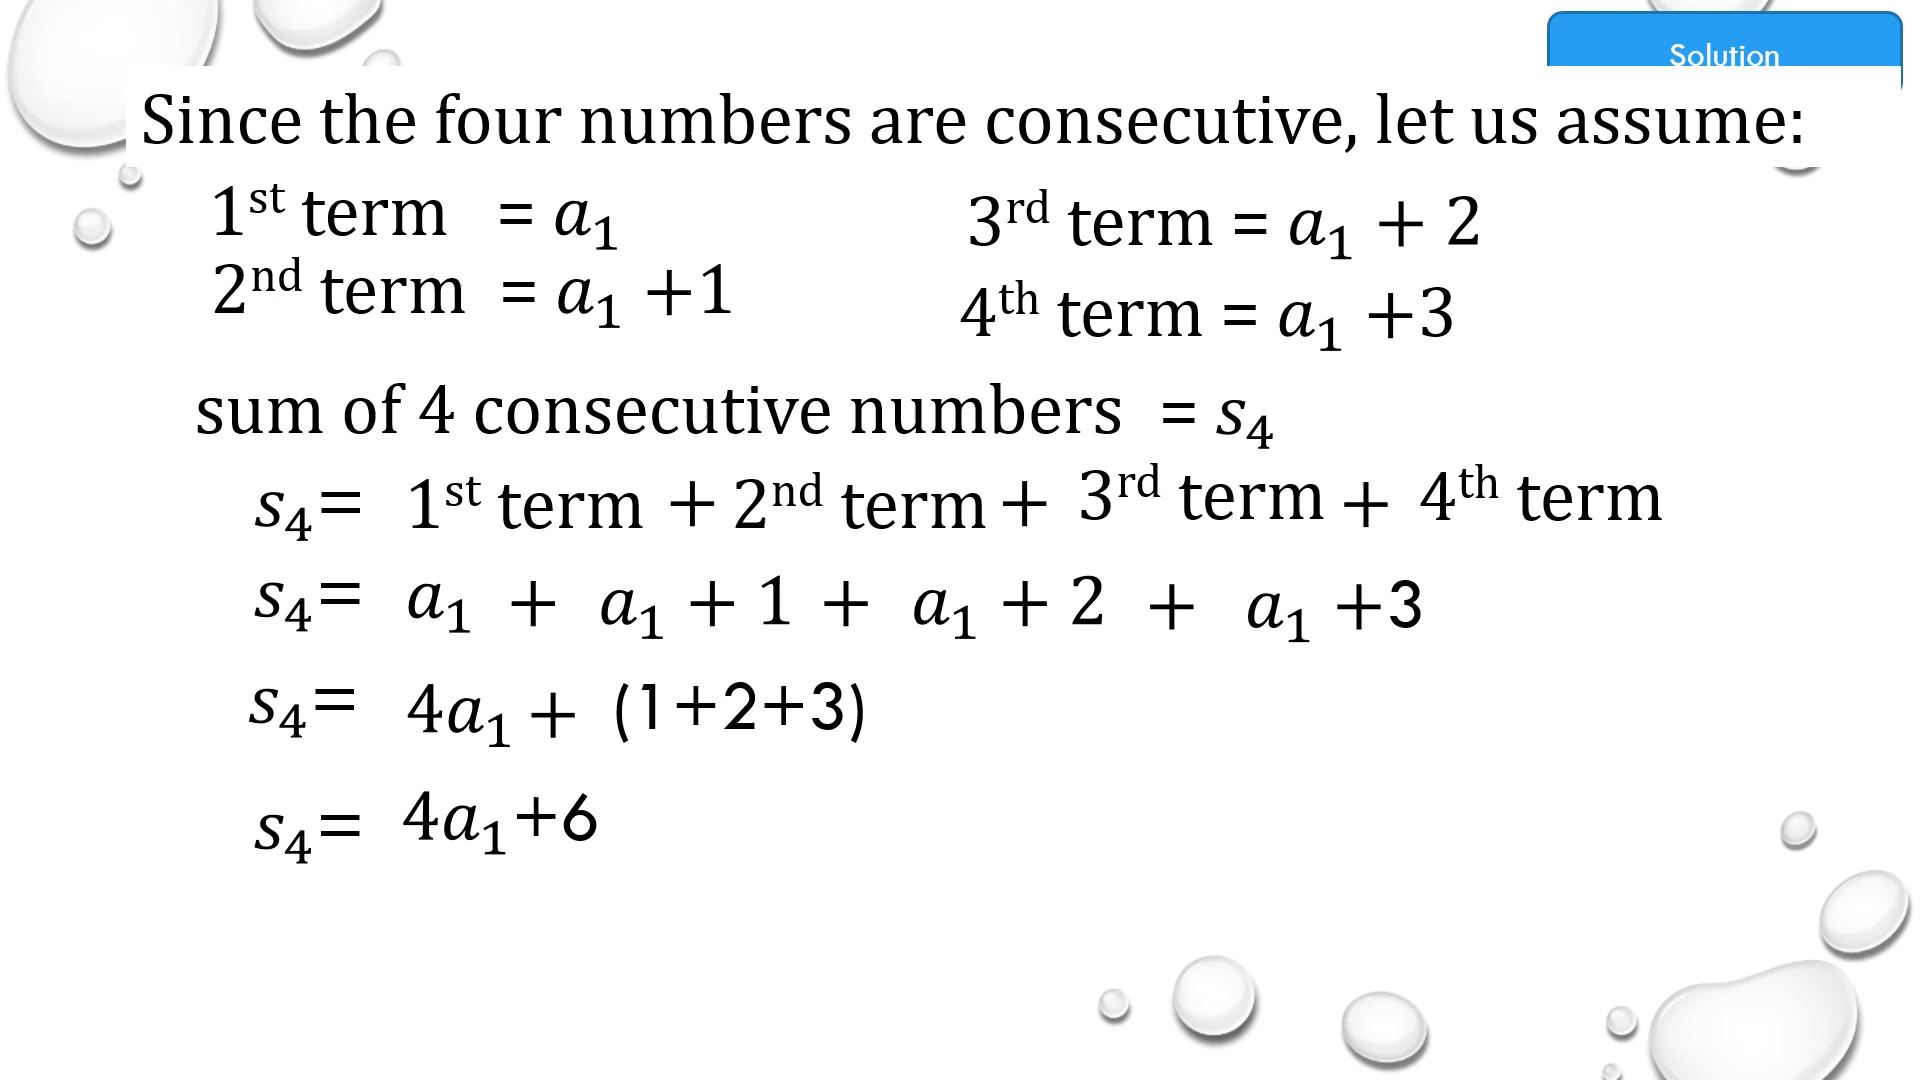 Solution
Since the four numbers are consecutive, let us assume:
1ˢᵗ term = a₁
2ⁿᵈ term = a₁ +1
3ʳᵈ term = a₁ + 2
4ᵗʰ term = a₁ +3
sum of 4 consecutive numbers = s₄
s₄= 1ˢᵗ term + 2ⁿᵈ term + 3ʳᵈ term + 4ᵗʰ term
s₄= a₁ + a₁ + 1 + a₁ + 2 + a₁ +3
s₄= 4a₁ + (1+2+3)
s₄= 4a₁+6